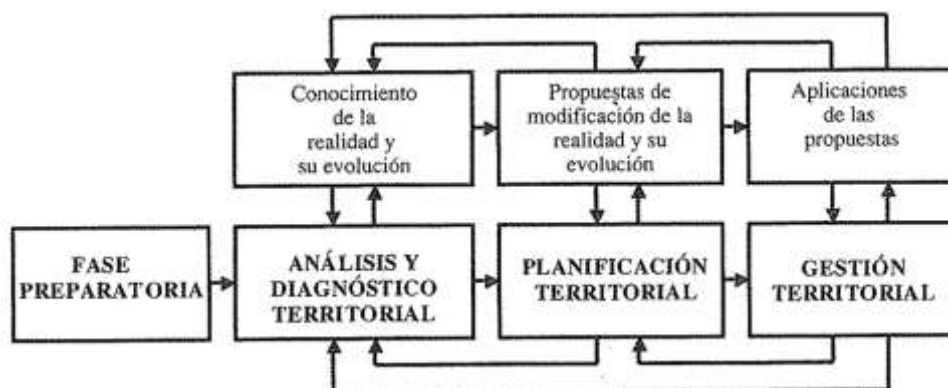 Conocimiento
de la
realidad y
su evolución
Propuestas de
modificación de la
realidad y su
evolución
Aplicaciones
de las
propuestas
FASE
PREPARATORIA
ANÁLISIS Y
DIAGNÓSTICO
TERRITORIAL
PLANIFICACIÓN
TERRITORIAL
GESTIÓN
TERRITORIAL